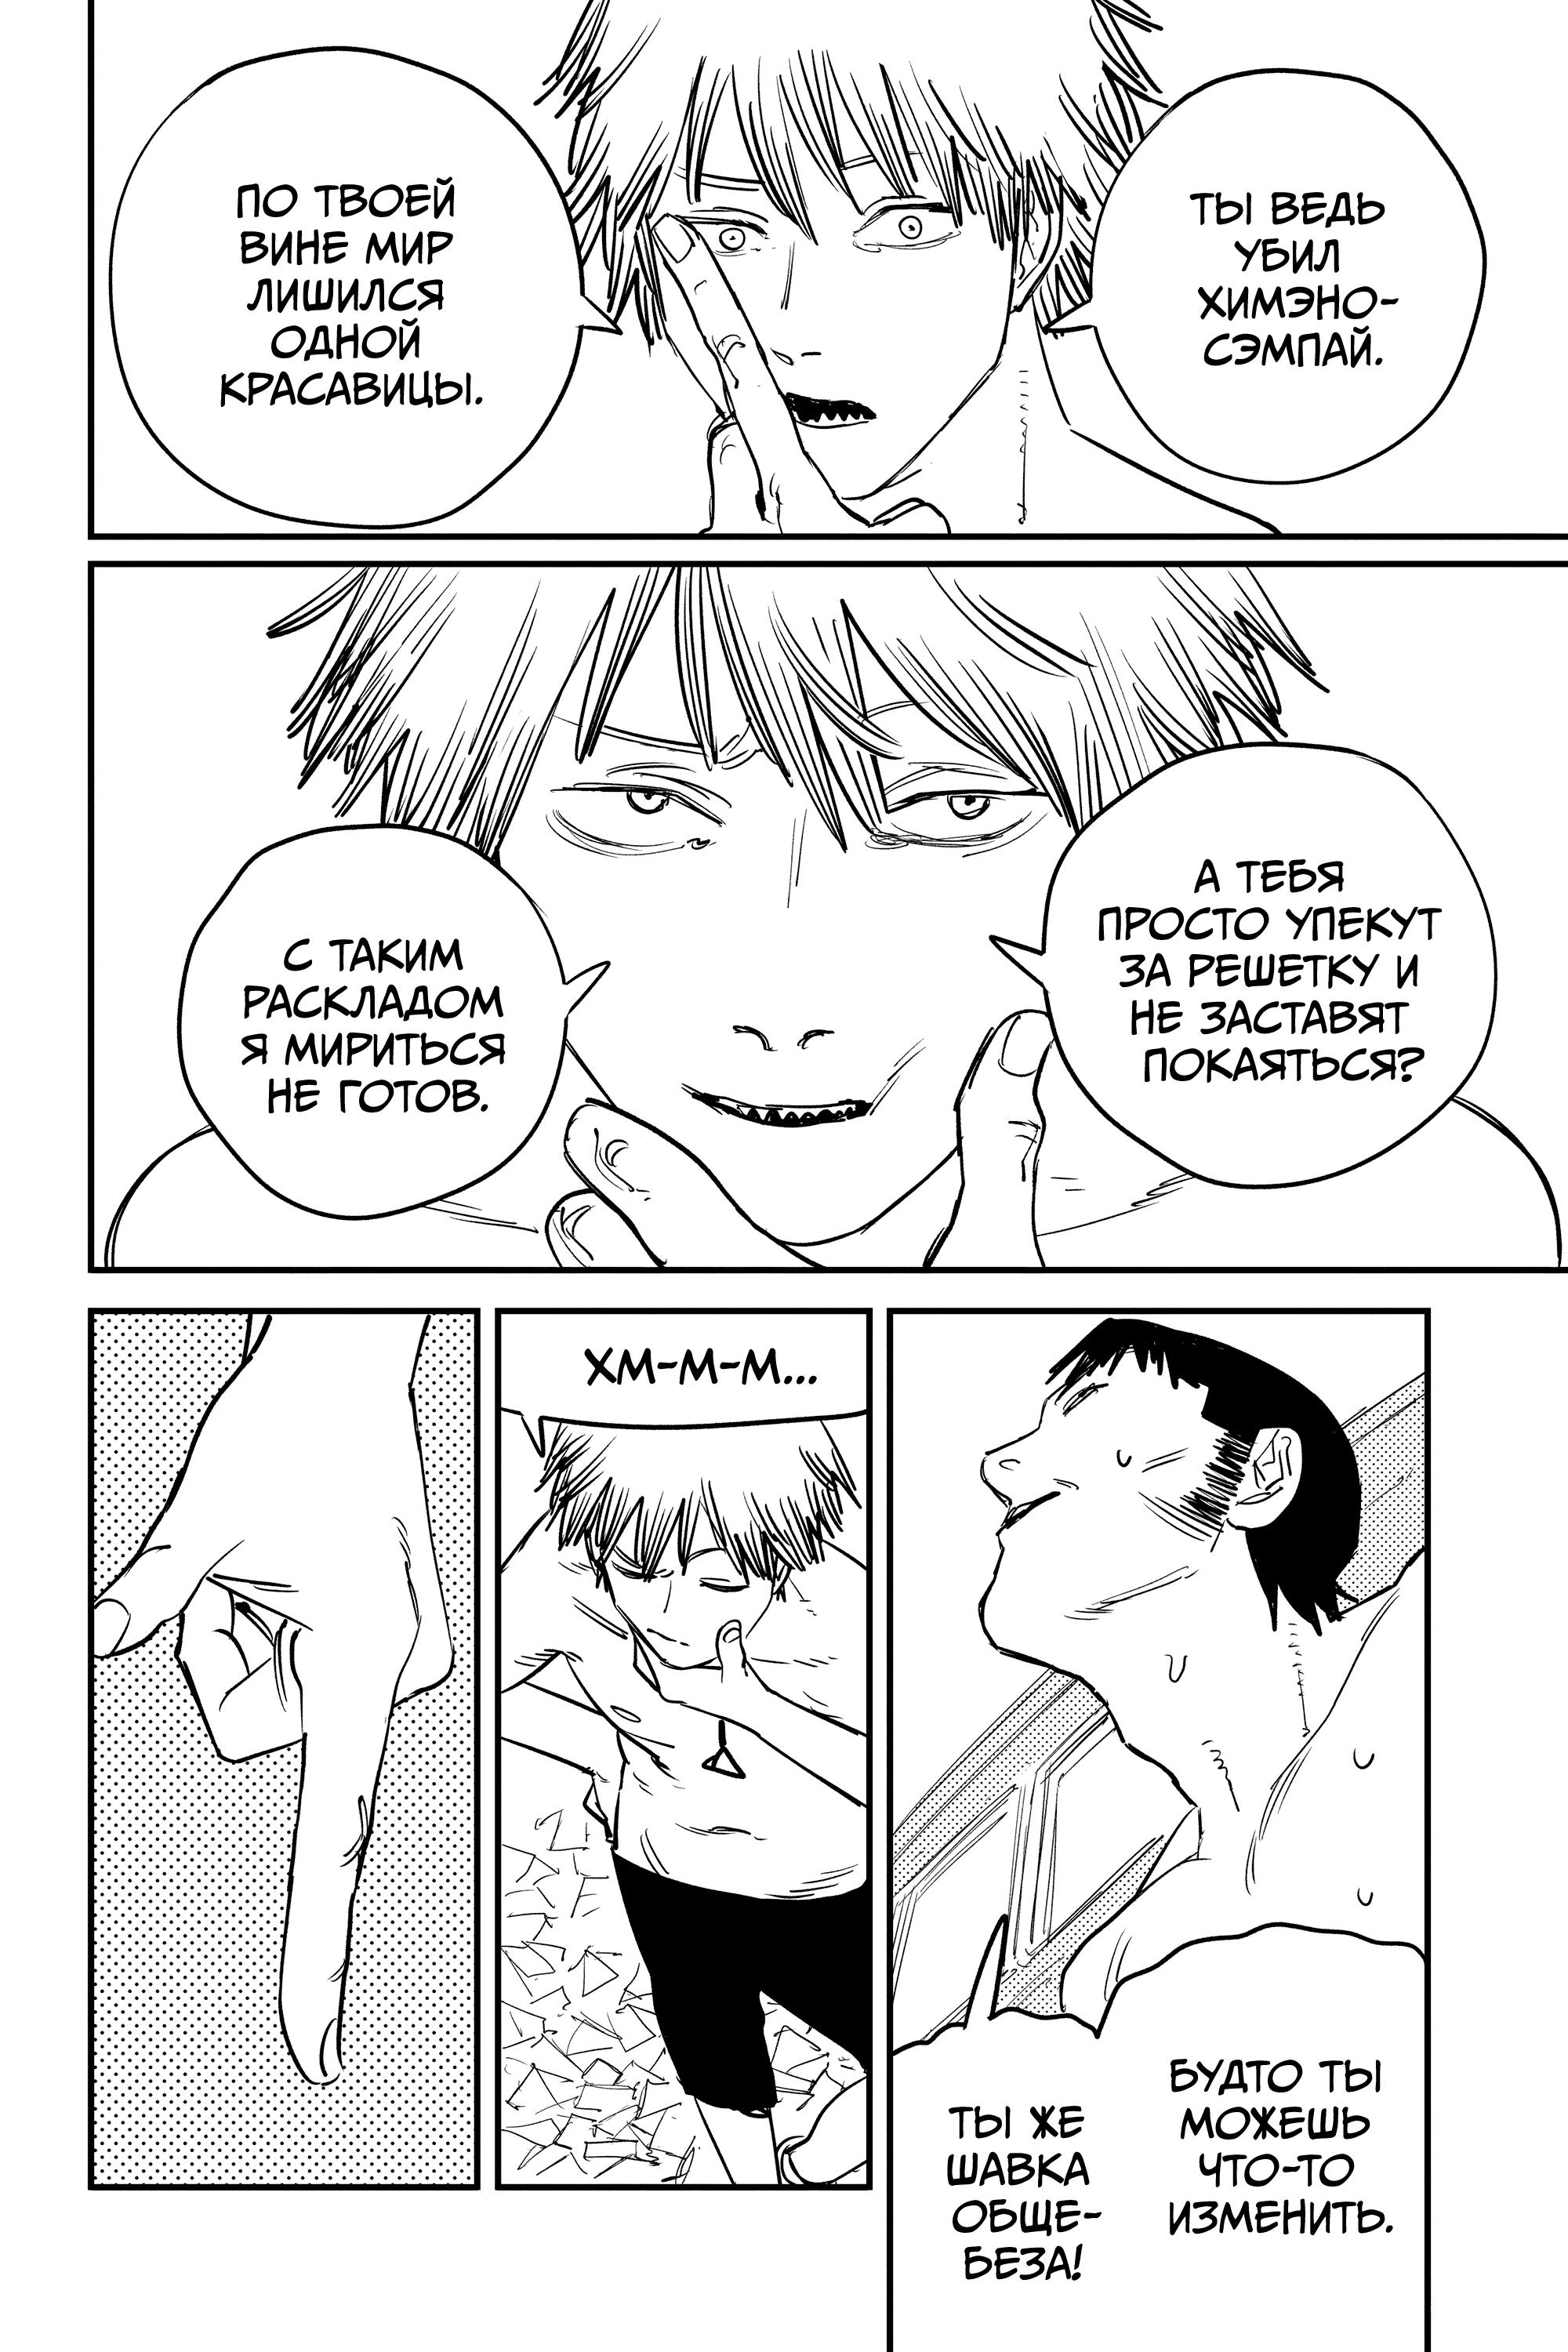 ТЫ ВЕДЬ
УБИЛ
ХИМЭНО-
СЭМПАЙ.
ПО ТВОЕЙ
ВИНЕ МИР
ЛИШИЛСЯ
ОДНОЙ
КРАСАВИЦЫ.
А ТЕБЯ
ПРОСТО УПЕКУТ
ЗА РЕШЕТКУ И
НЕ ЗАСТАВЯТ
ПОКАЯТЬСЯ?
С ТАКИМ
РАСКЛАДОМ
Я МИРИТЬСЯ
НЕ ГОТОВ.
БУДТО ТЫ
МОЖЕШЬ
ЧТО-ТО
ИЗМЕНИТЬ.
ТЫ ЖЕ
ШАВКА
ОБЩЕ-
БЕЗА!
ХМ-М-М...